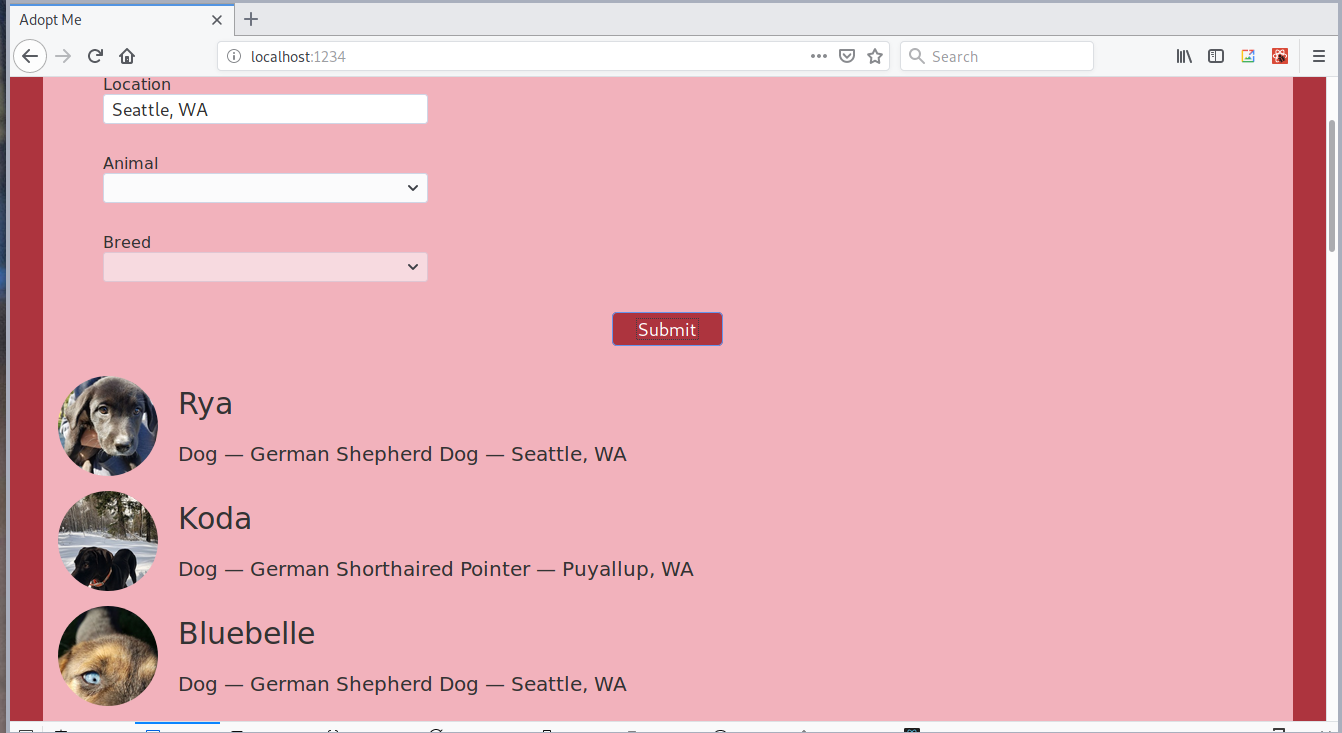 Adopt Me
localhost:1234
Search
Location
Seattle, WA
Animal
Breed
Submit
Rya
Dog — German Shepherd Dog — Seattle, WA
Koda
Dog — German Shorthaired Pointer — Puyallup, WA
Bluebelle
Dog — German Shepherd Dog — Seattle, WA